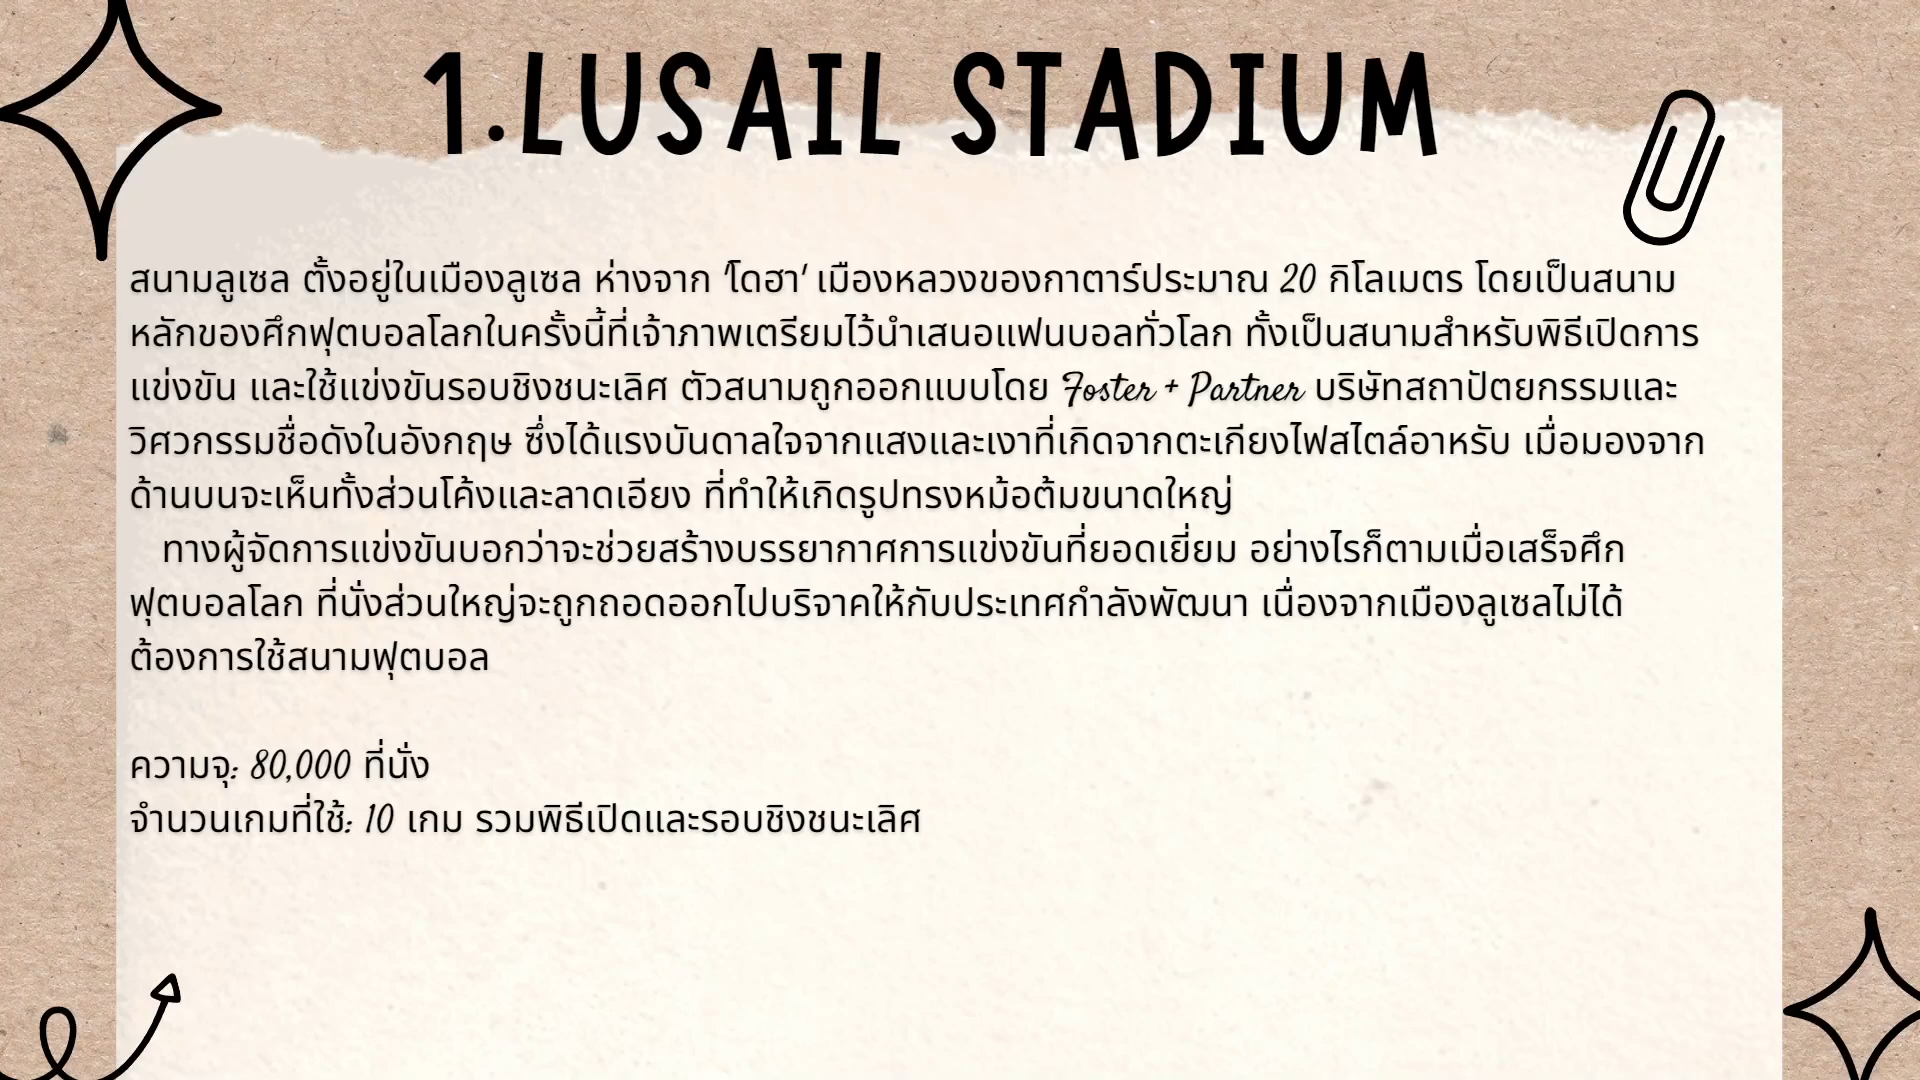 1.LUSAIL STADIUM
สนามลูเซล ตั้งอยู่ในเมืองลูเซล ห่างจาก 'โดฮา' เมืองหลวงของกาตาร์ประมาณ 20 กิโลเมตร โดยเป็นสนาม
หลักของศึกฟุตบอลโลกในครั้งนี้ที่เจ้าภาพเตรียมไว้นำเสนอแฟนบอลทั่วโลก ทั้งเป็นสนามสำหรับพิธีเปิดการ
แข่งขัน และใช้แข่งขันรอบชิงชนะเลิศ ตัวสนามถูกออกแบบโดย Foster + Partner บริษัทสถาปัตยกรรมและ
วิศวกรรมชื่อดังในอังกฤษ ซึ่งได้แรงบันดาลใจจากแสงและเงาที่เกิดจากตะเกียงไฟสไตล์อาหรับ เมื่อมองจาก
ด้านบนจะเห็นทั้งส่วนโค้งและลาดเอียง ที่ทำให้เกิดรูปทรงหม้อต้มขนาดใหญ่
ทางผู้จัดการแข่งขันบอกว่าจะช่วยสร้างบรรยากาศการแข่งขันที่ยอดเยี่ยม อย่างไรก็ตามเมื่อเสร็จศึก
ฟุตบอลโลก ที่นั่งส่วนใหญ่จะถูกถอดออกไปบริจาคให้กับประเทศกำลังพัฒนา เนื่องจากเมืองลูเซลไม่ได้
ต้องการใช้สนามฟุตบอล
ความจุ: 80,000 ที่นั่ง
จำนวนเกมที่ใช้: 10 เกม รวมพิธีเปิดและรอบชิงชนะเลิศ